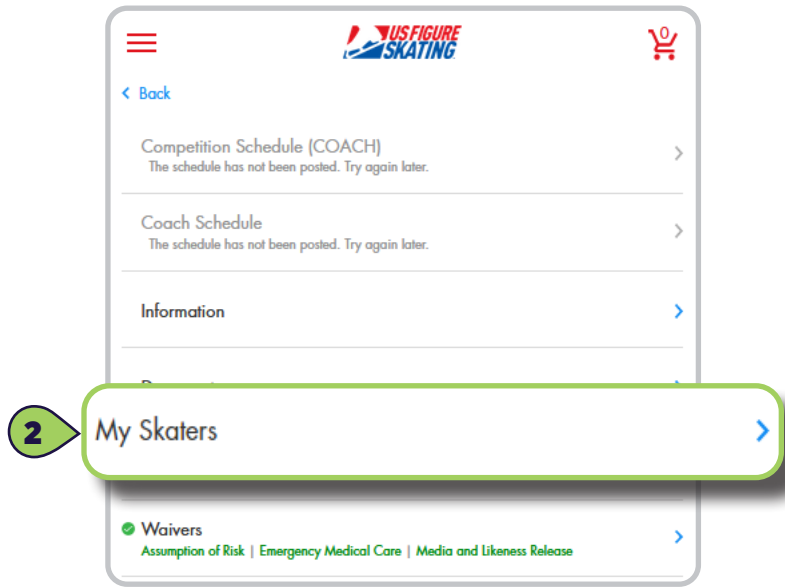 US FIGURE
SKATING
0
Back
Competition Schedule (COACH)
The schedule has not been posted. Try again later.
Coach Schedule
The schedule has not been posted. Try again later.
Information
2
My Skaters
Waivers
Assumption of Risk | Emergency Medical Care | Media and Likeness Release